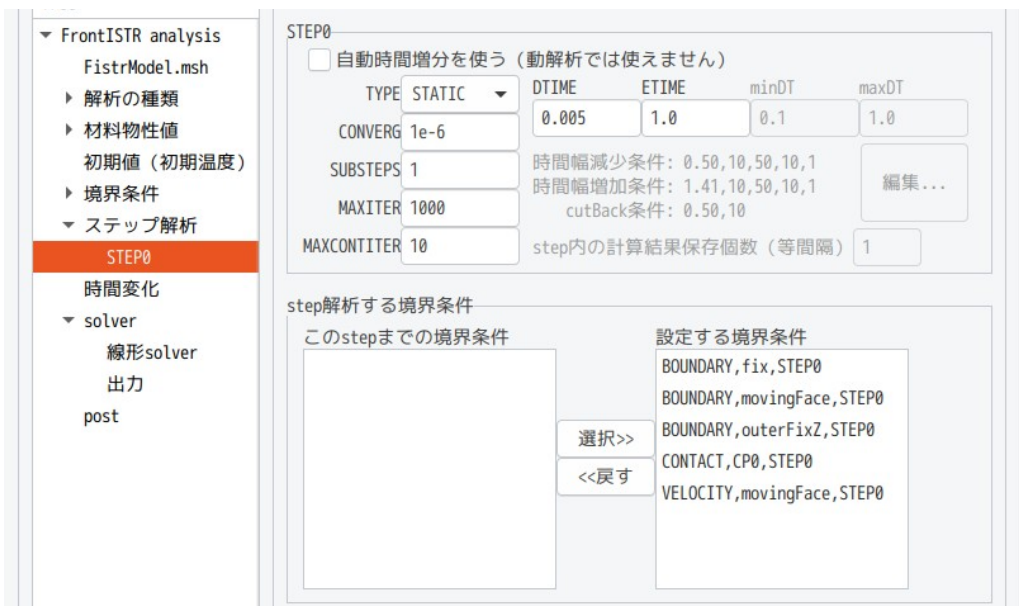 FrontISTR analysis
FistrModel.msh
解析の種類
材料物性値
初期値（初期温度）
境界条件
ステップ解析
STEP0
時間変化
solver
線形solver
出力
post
STEP0
自動時間増分を使う（動解析では使えません）
TYPE STATIC
CONVERG 1e-6
SUBSTEPS 1
MAXITER 1000
MAXCONTITER 10
DTIME ETIME minDT maxDT
0.005 1.0 0.1 1.0
時間幅減少条件: 0.50,10,50,10,1
時間幅増加条件: 1.41,10,50,10,1
cutBack条件: 0.50,10
編集...
step内の計算結果保存個数（等間隔） 1
step解析する境界条件
このstepまでの境界条件
選択>>
<<戻す
設定する境界条件
BOUNDARY,fix,STEP0
BOUNDARY,movingFace,STEP0
BOUNDARY,outerFixZ,STEP0
CONTACT,CP0,STEP0
VELOCITY,movingFace,STEP0